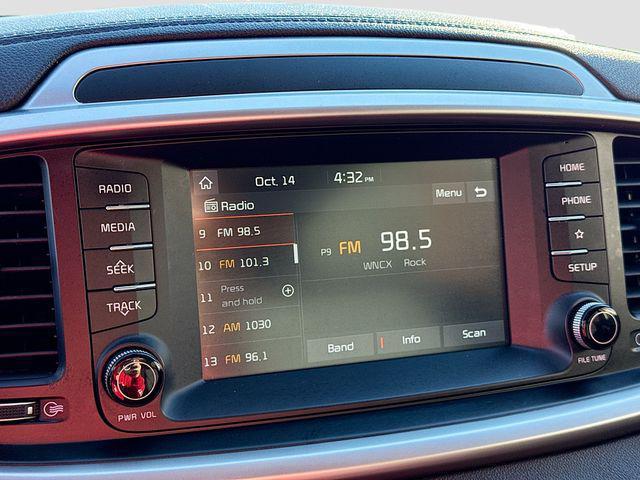 RADIO
MEDIA
SEEK
TRACK
PWR VOL
Oct. 14
4:32 PM
Radio
Menu
9 FM 98.5
10 FM 101.3
11 Press and hold
12 AM 1030
13 FM 96.1
P9 FM 98.5
WNCX Rock
Band
Info
Scan
HOME
PHONE
SETUP
FILE TUNE